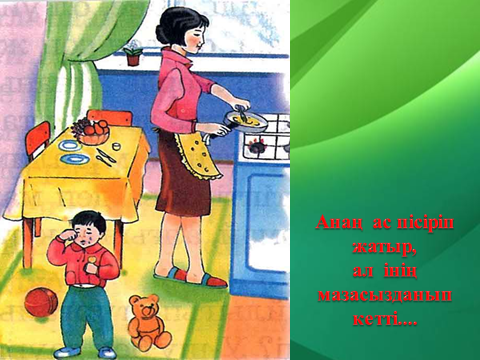 Анаң ас пісіріп
жатыр,
ал інің
мазасызданып
кетті....